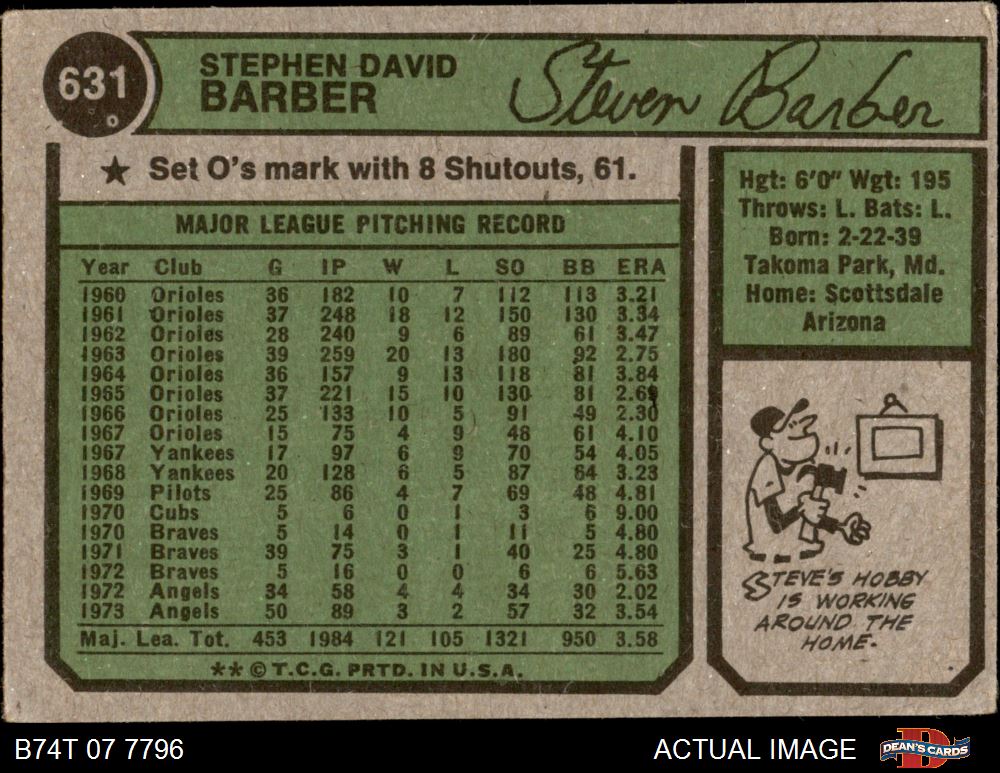 631
STEPHEN DAVID
BARBER
Steven Barber
★ Set O's mark with 8 Shutouts, 61.
MAJOR LEAGUE PITCHING RECORD
Year Club G IP W L SO BB ERA
1960 Orioles 36 182 10 7 112 113 3.21
1961 Orioles 37 248 18 12 150 130 3.34
1962 Orioles 28 240 9 6 89 61 3.47
1963 Orioles 39 259 20 13 180 92 2.75
1964 Orioles 36 157 9 13 118 81 3.84
1965 Orioles 37 221 15 10 130 81 2.69
1966 Orioles 25 133 10 5 91 49 2.30
1967 Orioles 15 75 4 9 48 61 4.10
1967 Yankees 17 97 6 9 70 54 4.05
1968 Yankees 20 128 6 5 87 64 3.23
1969 Pilots 25 86 4 7 69 48 4.81
1970 Cubs 5 6 0 1 3 6 9.00
1970 Braves 5 14 0 1 11 5 4.80
1971 Braves 39 75 3 1 40 25 4.80
1972 Braves 5 16 0 0 6 6 5.63
1972 Angels 34 58 4 4 34 30 2.02
1973 Angels 50 89 3 2 57 32 3.54
Maj. Lea. Tot. 453 1984 121 105 1321 950 3.58
** © T.C.G. PRTD. IN U.S.A.
Hgt: 6'0" Wgt: 195
Throws: L. Bats: L.
Born: 2-22-39
Takoma Park, Md.
Home: Scottsdale
Arizona
STEVE'S HOBBY
IS WORKING
AROUND THE
HOME.
B74T 07 7796
ACTUAL IMAGE
DEAN'S CARDS